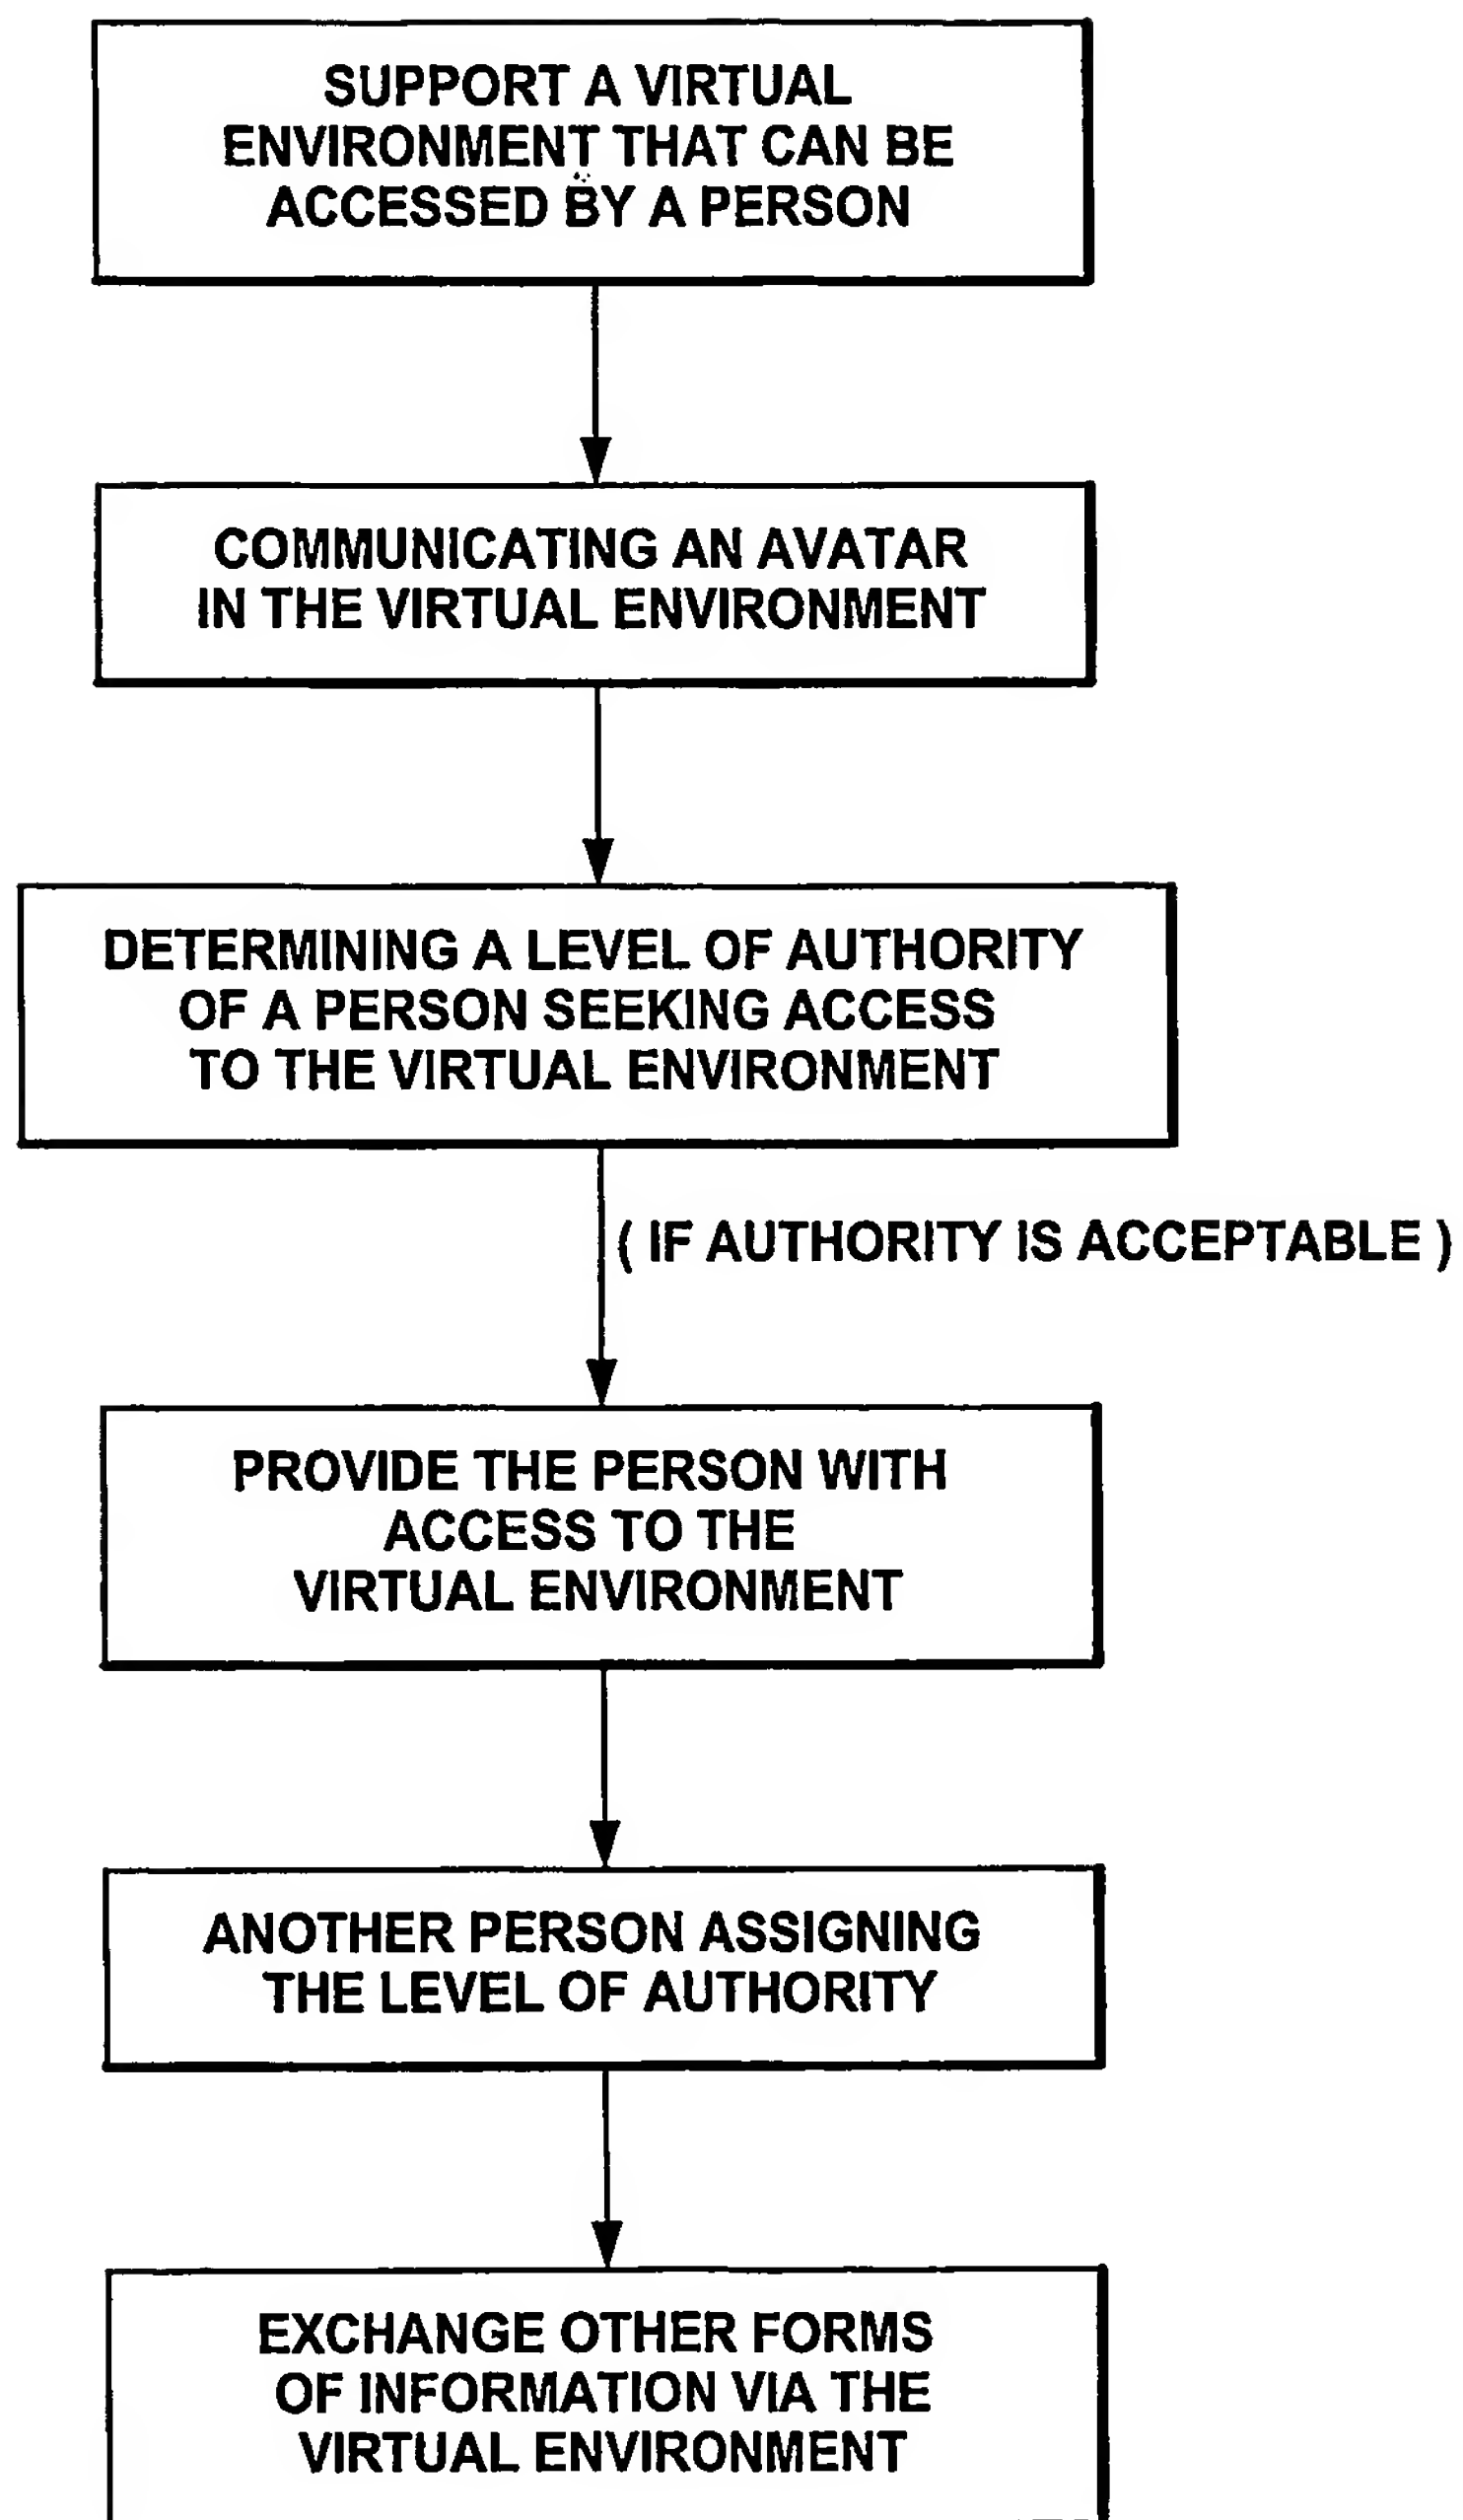 SUPPORT A VIRTUAL
ENVIRONMENT THAT CAN BE
ACCESSED BY A PERSON
COMMUNICATING AN AVATAR
IN THE VIRTUAL ENVIRONMENT
DETERMINING A LEVEL OF AUTHORITY
OF A PERSON SEEKING ACCESS
TO THE VIRTUAL ENVIRONMENT
( IF AUTHORITY IS ACCEPTABLE )
PROVIDE THE PERSON WITH
ACCESS TO THE
VIRTUAL ENVIRONMENT
ANOTHER PERSON ASSIGNING
THE LEVEL OF AUTHORITY
EXCHANGE OTHER FORMS
OF INFORMATION VIA THE
VIRTUAL ENVIRONMENT